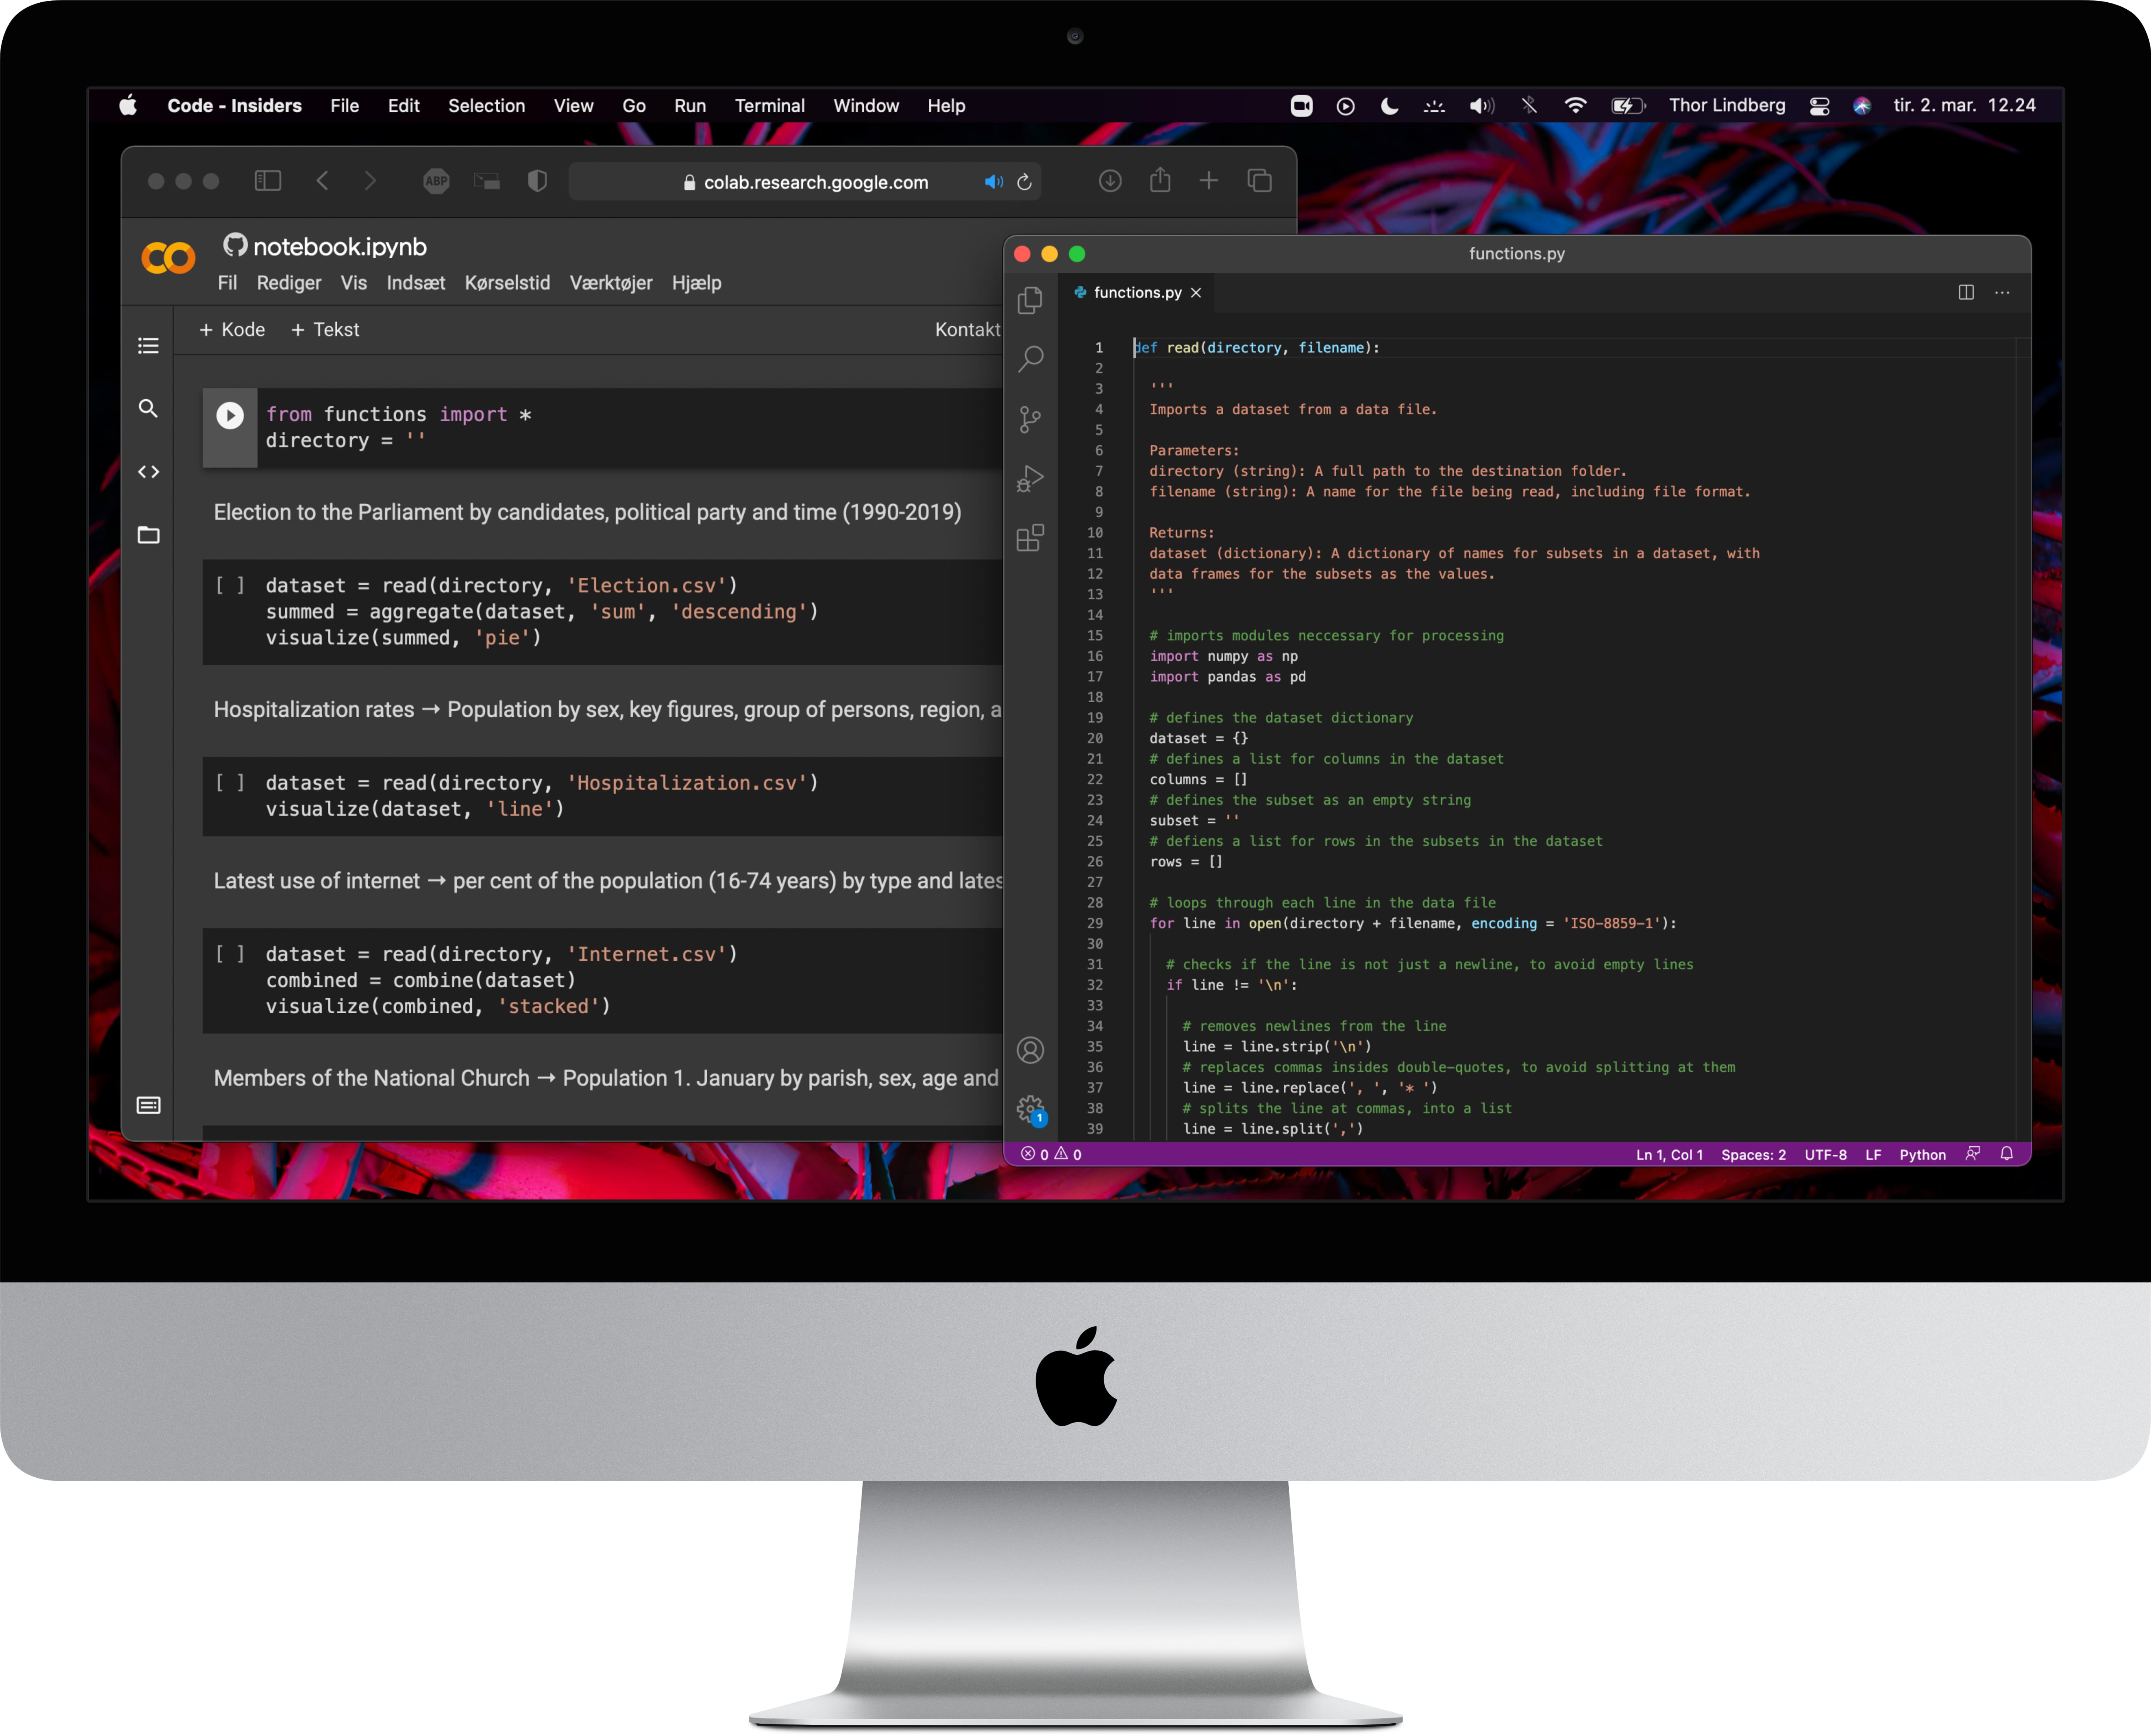 Code - Insiders File Edit Selection View Go Run Terminal Window Help Thor Lindberg tir. 2. mar. 12.24
ABP colab.research.google.com
notebook.ipynb
Fil Rediger Vis Indsæt Kørselstid Værktøjer Hjælp
+ Kode + Tekst Kontakt
from functions import *
directory = ''
Election to the Parliament by candidates, political party and time (1990-2019)
[ ] dataset = read(directory, 'Election.csv')
summed = aggregate(dataset, 'sum', 'descending')
visualize(summed, 'pie')
Hospitalization rates → Population by sex, key figures, group of persons, region, a
[ ] dataset = read(directory, 'Hospitalization.csv')
visualize(dataset, 'line')
Latest use of internet → per cent of the population (16-74 years) by type and lates
[ ] dataset = read(directory, 'Internet.csv')
combined = combine(dataset)
visualize(combined, 'stacked')
Members of the National Church → Population 1. January by parish, sex, age and
functions.py
functions.py ×
1 def read(directory, filename):
2
3 '''
4 Imports a dataset from a data file.
5
6 Parameters:
7 directory (string): A full path to the destination folder.
8 filename (string): A name for the file being read, including file format.
9
10 Returns:
11 dataset (dictionary): A dictionary of names for subsets in a dataset, with
12 data frames for the subsets as the values.
13 '''
14
15 # imports modules neccessary for processing
16 import numpy as np
17 import pandas as pd
18
19 # defines the dataset dictionary
20 dataset = {}
21 # defines a list for columns in the dataset
22 columns = []
23 # defines the subset as an empty string
24 subset = ''
25 # defiens a list for rows in the subsets in the dataset
26 rows = []
27
28 # loops through each line in the data file
29 for line in open(directory + filename, encoding = 'ISO-8859-1'):
30
31 # checks if the line is not just a newline, to avoid empty lines
32 if line != '\n':
33
34 # removes newlines from the line
35 line = line.strip('\n')
36 # replaces commas insides double-quotes, to avoid splitting at them
37 line = line.replace(', ', '* ')
38 # splits the line at commas, into a list
39 line = line.split(',')
1
0 0 Ln 1, Col 1 Spaces: 2 UTF-8 LF Python